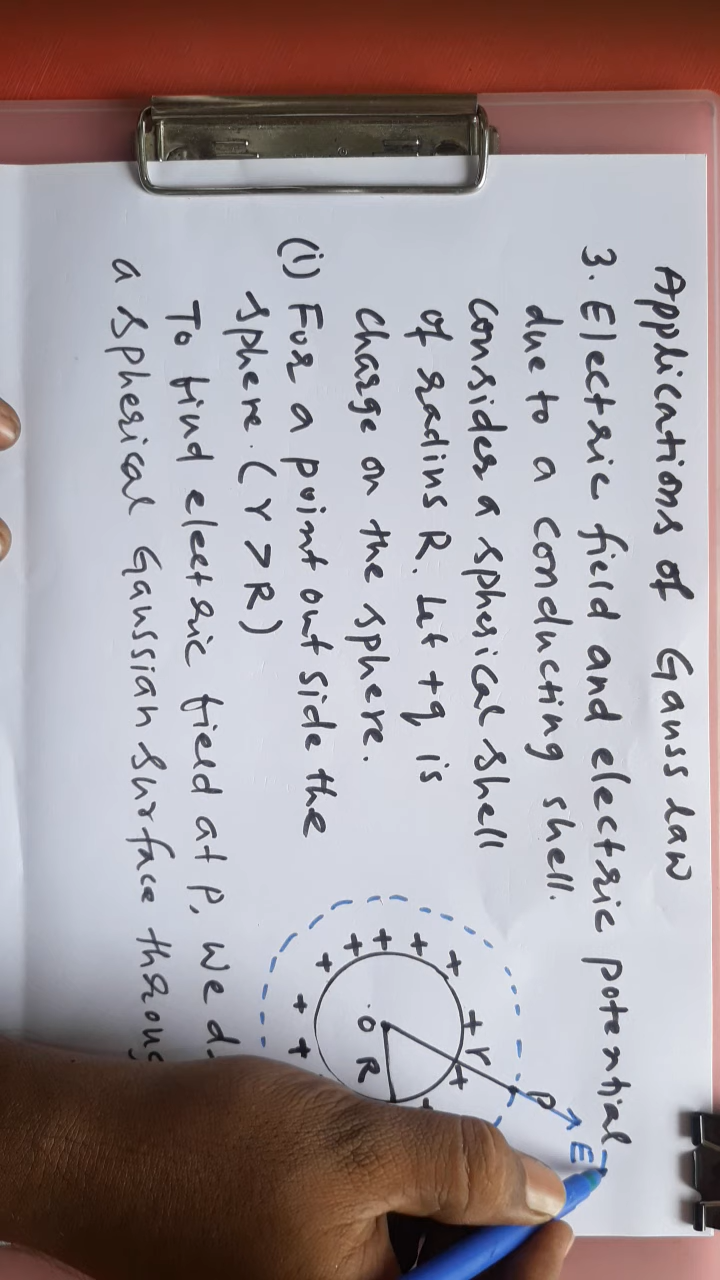 Applications of Gauss law
3. Electric field and electric potential
due to a conducting shell.
Consider a spherical shell
of radius R. Let +q is
charge on the sphere.
(i) For a point out side the
sphere. (r > R)
To find electric field at P, we
a spherical Gaussian surface
+ + + + + + + + + +
O R r P E